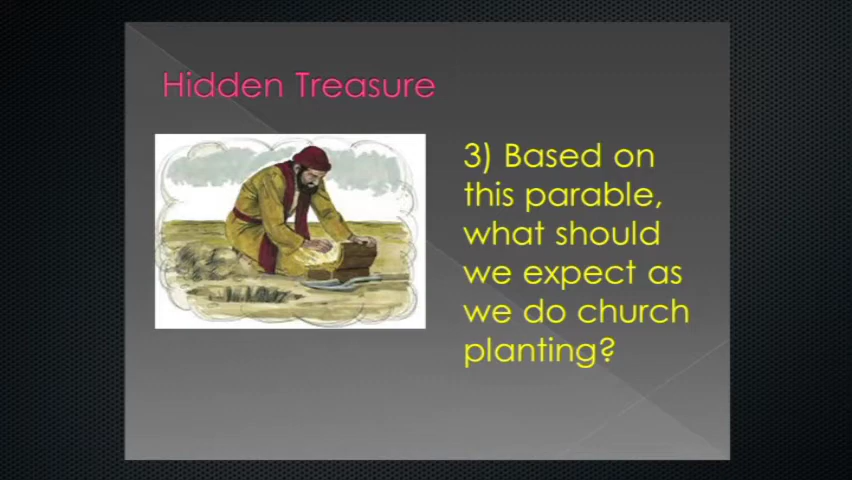 Hidden Treasure
3) Based on
this parable,
what should
we expect as
we do church
planting?